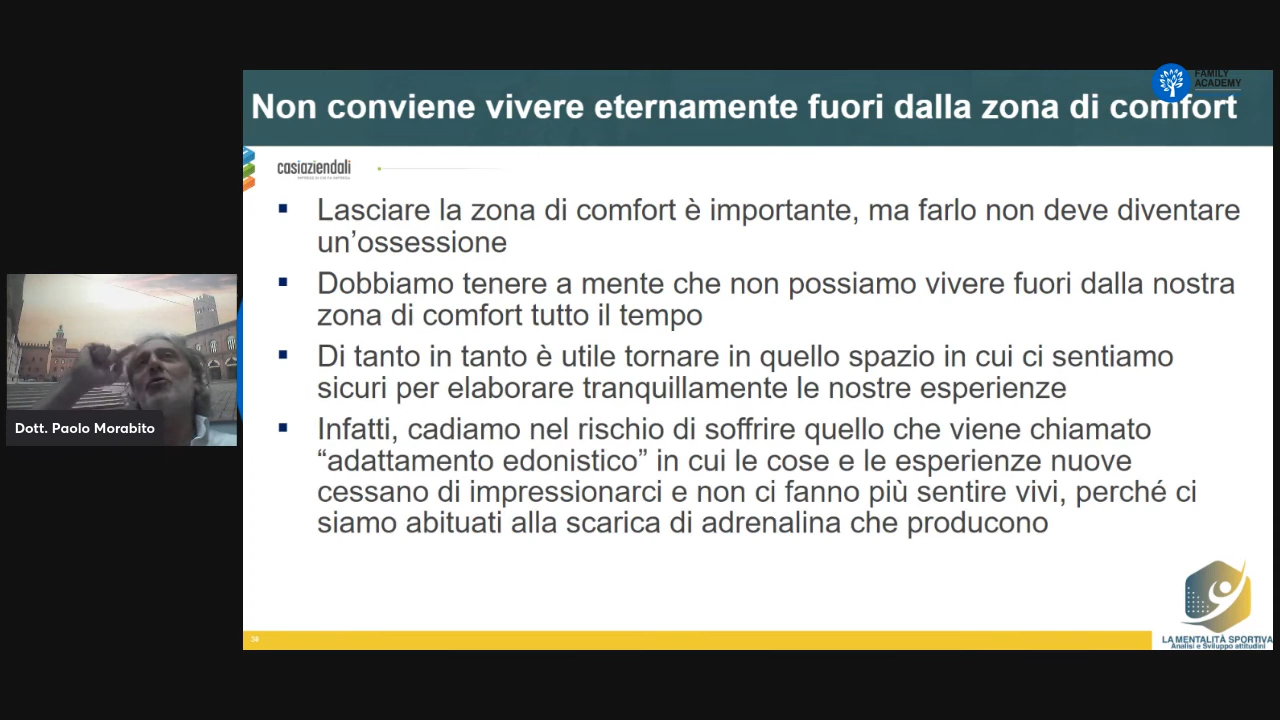 FAMILY
ACADEMY
Non conviene vivere eternamente fuori dalla zona di comfort
casiaziendali
Lasciare la zona di comfort è importante, ma farlo non deve diventare
un’ossessione
Dobbiamo tenere a mente che non possiamo vivere fuori dalla nostra
zona di comfort tutto il tempo
Di tanto in tanto è utile tornare in quello spazio in cui ci sentiamo
sicuri per elaborare tranquillamente le nostre esperienze
Infatti, cadiamo nel rischio di soffrire quello che viene chiamato
“adattamento edonistico” in cui le cose e le esperienze nuove
cessano di impressionarci e non ci fanno più sentire vivi, perché ci
siamo abituati alla scarica di adrenalina che producono
Dott. Paolo Morabito
LA MENTALITÀ SPORTIVA
Analisi e Sviluppo attitudini